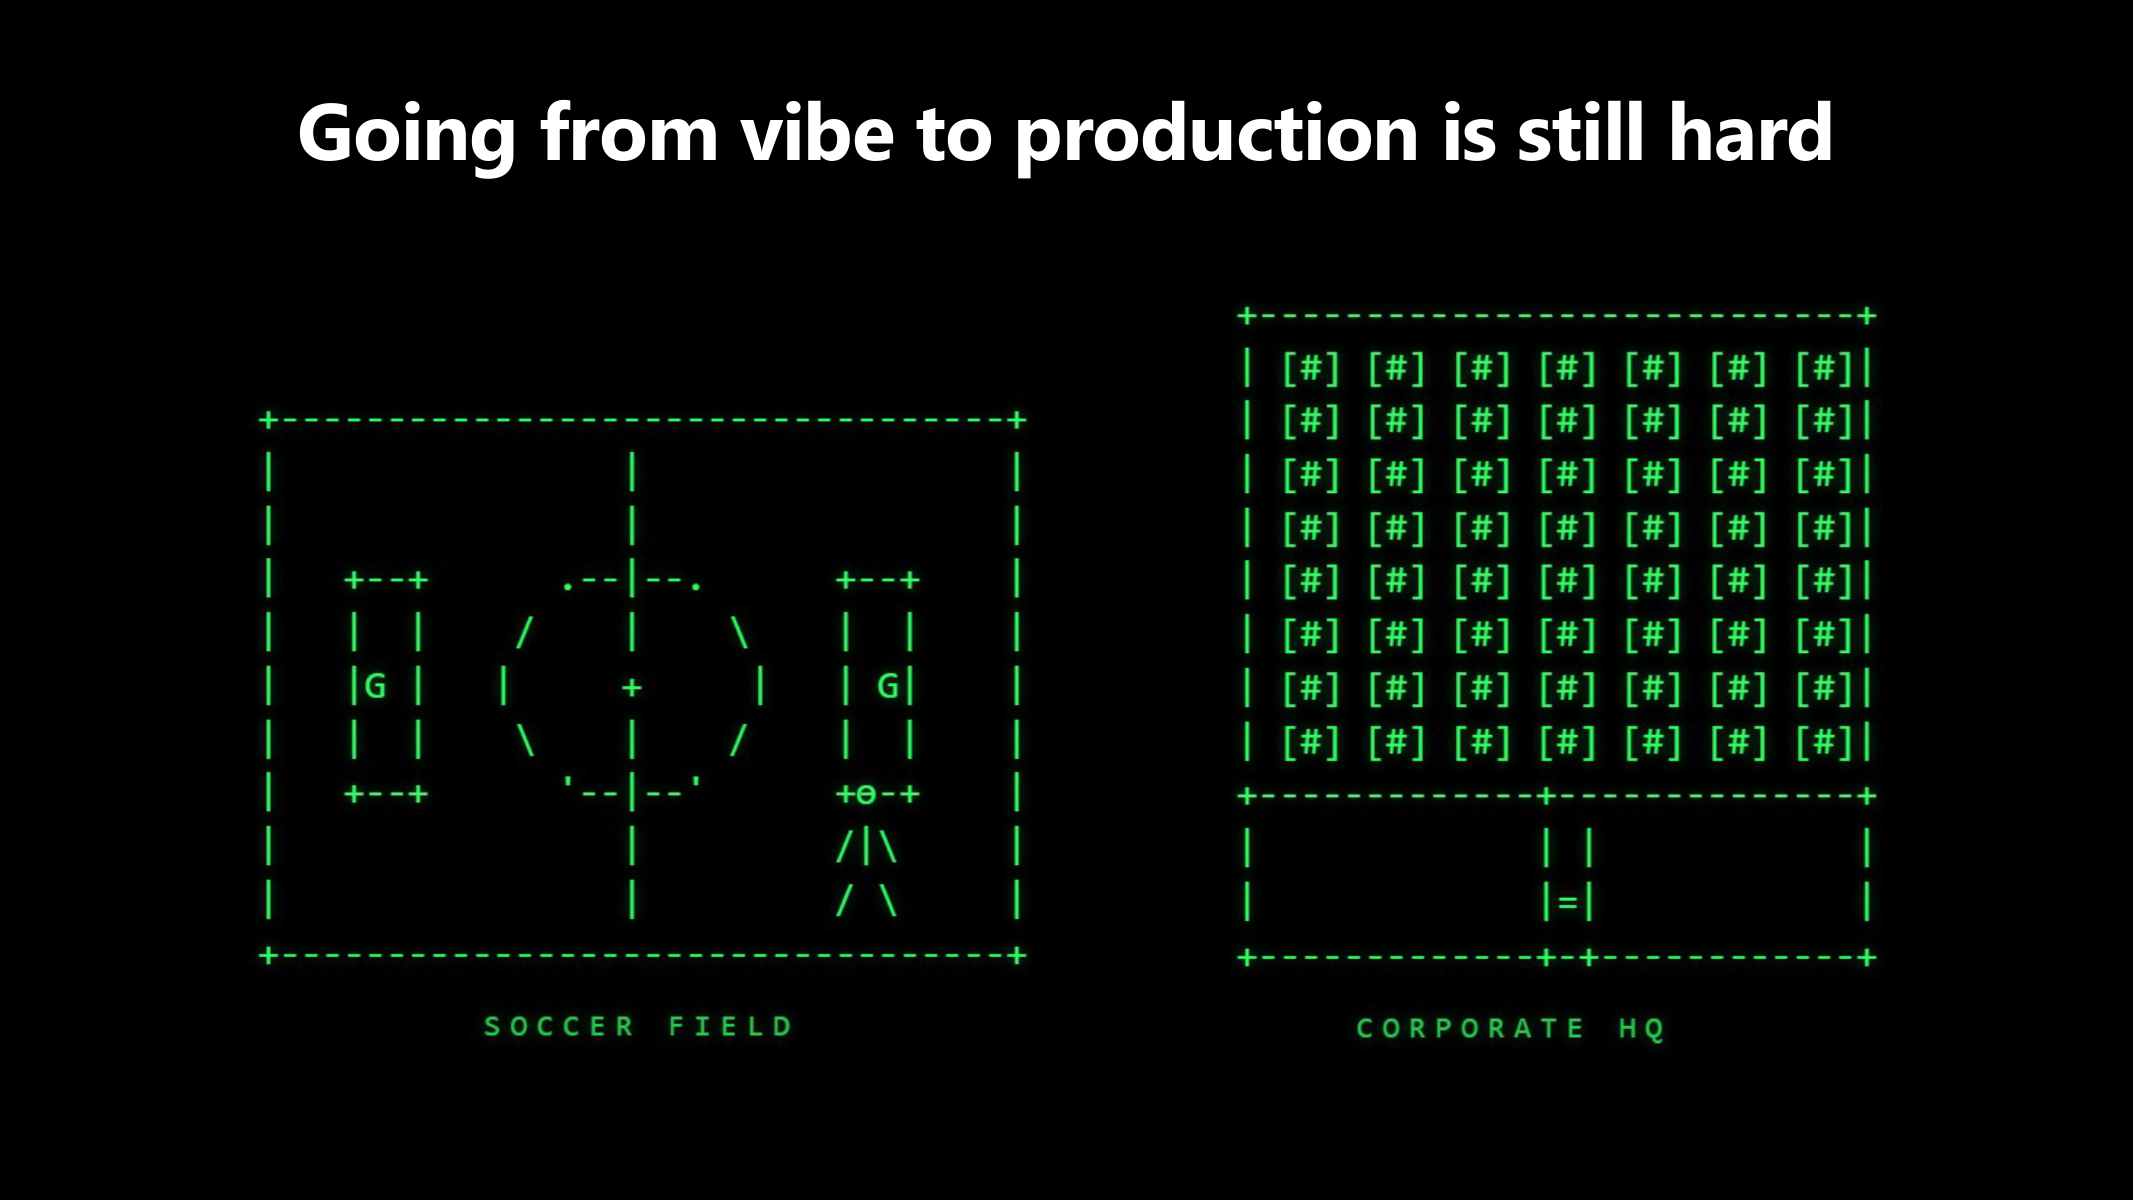 Going from vibe to production is still hard
+----------------------------+
| [#] [#] [#] [#] [#] [#] [#]|
| [#] [#] [#] [#] [#] [#] [#]|
| [#] [#] [#] [#] [#] [#] [#]|
| [#] [#] [#] [#] [#] [#] [#]|
| [#] [#] [#] [#] [#] [#] [#]|
| [#] [#] [#] [#] [#] [#] [#]|
| [#] [#] [#] [#] [#] [#] [#]|
| [#] [#] [#] [#] [#] [#] [#]|
+-------------+--------------+
|             | |            |
|             |=|            |
+-------------+-+------------+
+----------------------------------+
|                |                 |
|                |                 |
|   +--+      .--|--.      +--+    |
|   |  |    /    |    \    |  |    |
|   |G |   |     +     |   | G|    |
|   |  |    \    |    /    |  |    |
|   +--+      '--|--'      +o-+    |
|                |         /|\     |
|                |         / \     |
+----------------------------------+
SOCCER FIELD
CORPORATE HQ